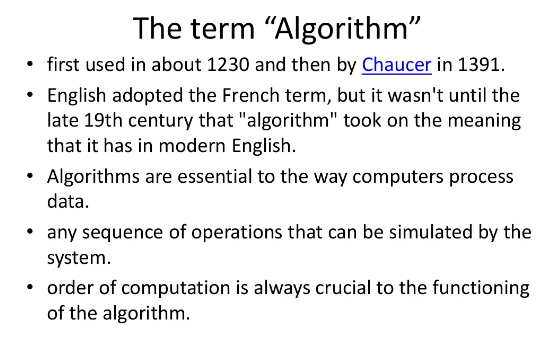 The term “Algorithm”
• first used in about 1230 and then by Chaucer in 1391.
• English adopted the French term, but it wasn't until the
late 19th century that "algorithm" took on the meaning
that it has in modern English.
• Algorithms are essential to the way computers process
data.
• any sequence of operations that can be simulated by the
system.
• order of computation is always crucial to the functioning
of the algorithm.